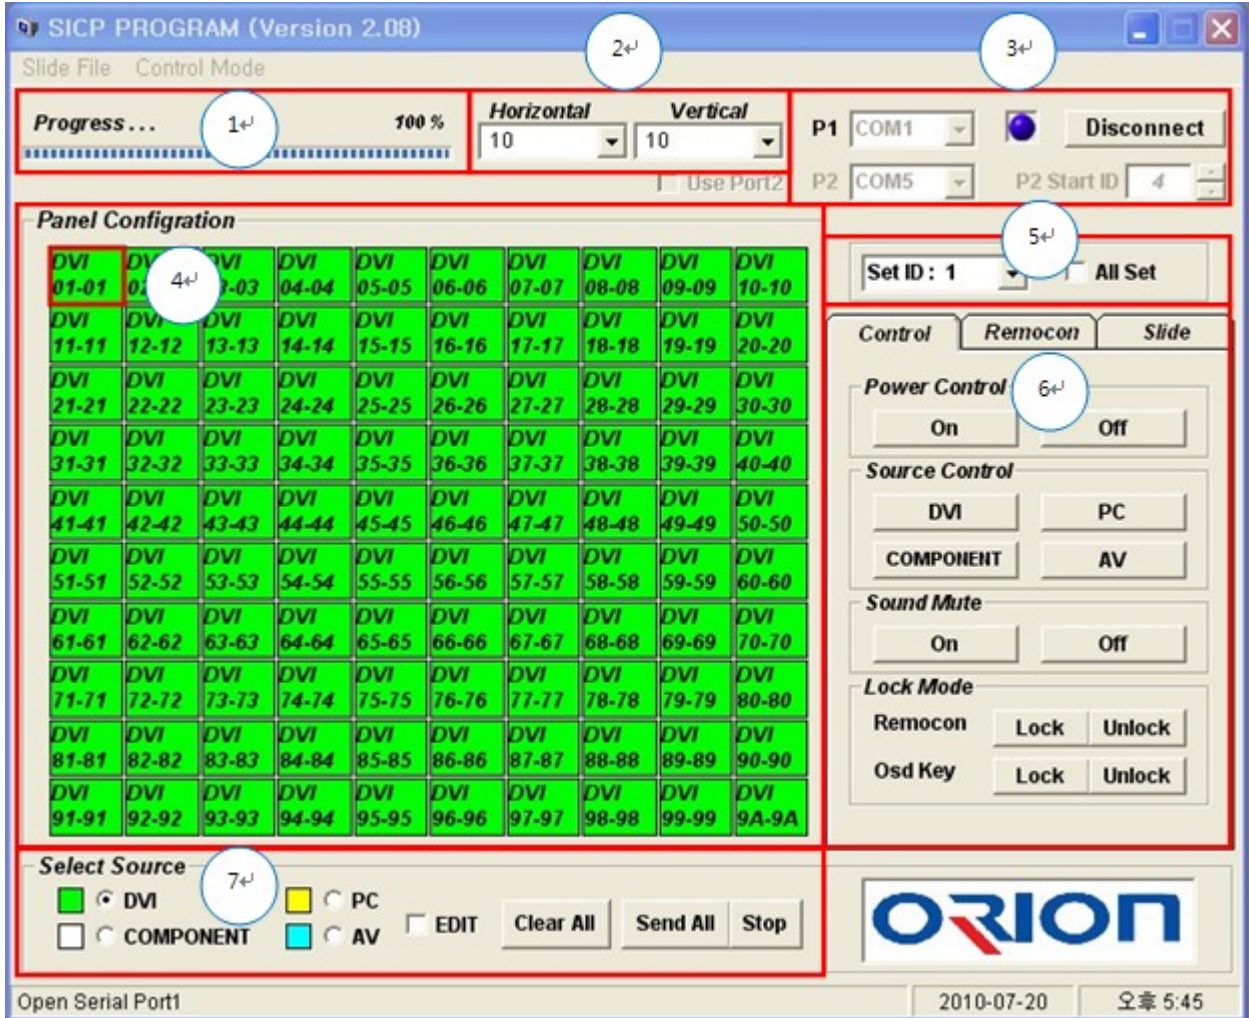 SICP PROGRAM (Version 2.08)
Slide File Control Mode
2↵
3↵
Progress... 1↵ 100 %
Horizontal Vertical
10 10
P1 COM1 Disconnect
Use Port2
P2 COM5 P2 Start ID 4
Panel Configration
5↵
Set ID : 1 All Set
4↵
DVI DVI DVI DVI DVI DVI DVI DVI DVI
01-01 04-04 05-05 06-06 07-07 08-08 09-09 10-10
DVI DVI DVI DVI DVI DVI DVI DVI DVI DVI
11-11 12-12 13-13 14-14 15-15 16-16 17-17 18-18 19-19 20-20
DVI DVI DVI DVI DVI DVI DVI DVI DVI DVI
21-21 22-22 23-23 24-24 25-25 26-26 27-27 28-28 29-29 30-30
DVI DVI DVI DVI DVI DVI DVI DVI DVI DVI
31-31 32-32 33-33 34-34 35-35 36-36 37-37 38-38 39-39 40-40
DVI DVI DVI DVI DVI DVI DVI DVI DVI DVI
41-41 42-42 43-43 44-44 45-45 46-46 47-47 48-48 49-49 50-50
DVI DVI DVI DVI DVI DVI DVI DVI DVI DVI
51-51 52-52 53-53 54-54 55-55 56-56 57-57 58-58 59-59 60-60
DVI DVI DVI DVI DVI DVI DVI DVI DVI DVI
61-61 62-62 63-63 64-64 65-65 66-66 67-67 68-68 69-69 70-70
DVI DVI DVI DVI DVI DVI DVI DVI DVI DVI
71-71 72-72 73-73 74-74 75-75 76-76 77-77 78-78 79-79 80-80
DVI DVI DVI DVI DVI DVI DVI DVI DVI DVI
81-81 82-82 83-83 84-84 85-85 86-86 87-87 88-88 89-89 90-90
DVI DVI DVI DVI DVI DVI DVI DVI DVI DVI
91-91 92-92 93-93 94-94 95-95 96-96 97-97 98-98 99-99 9A-9A
Control Remocon Slide
Power Control 6↵
On Off
Source Control
DVI PC
COMPONENT AV
Sound Mute
On Off
Lock Mode
Remocon Lock Unlock
Osd Key Lock Unlock
Select Source 7↵
DVI PC
COMPONENT AV
EDIT Clear All Send All Stop
ORION
Open Serial Port1 2010-07-20 오후 5:45